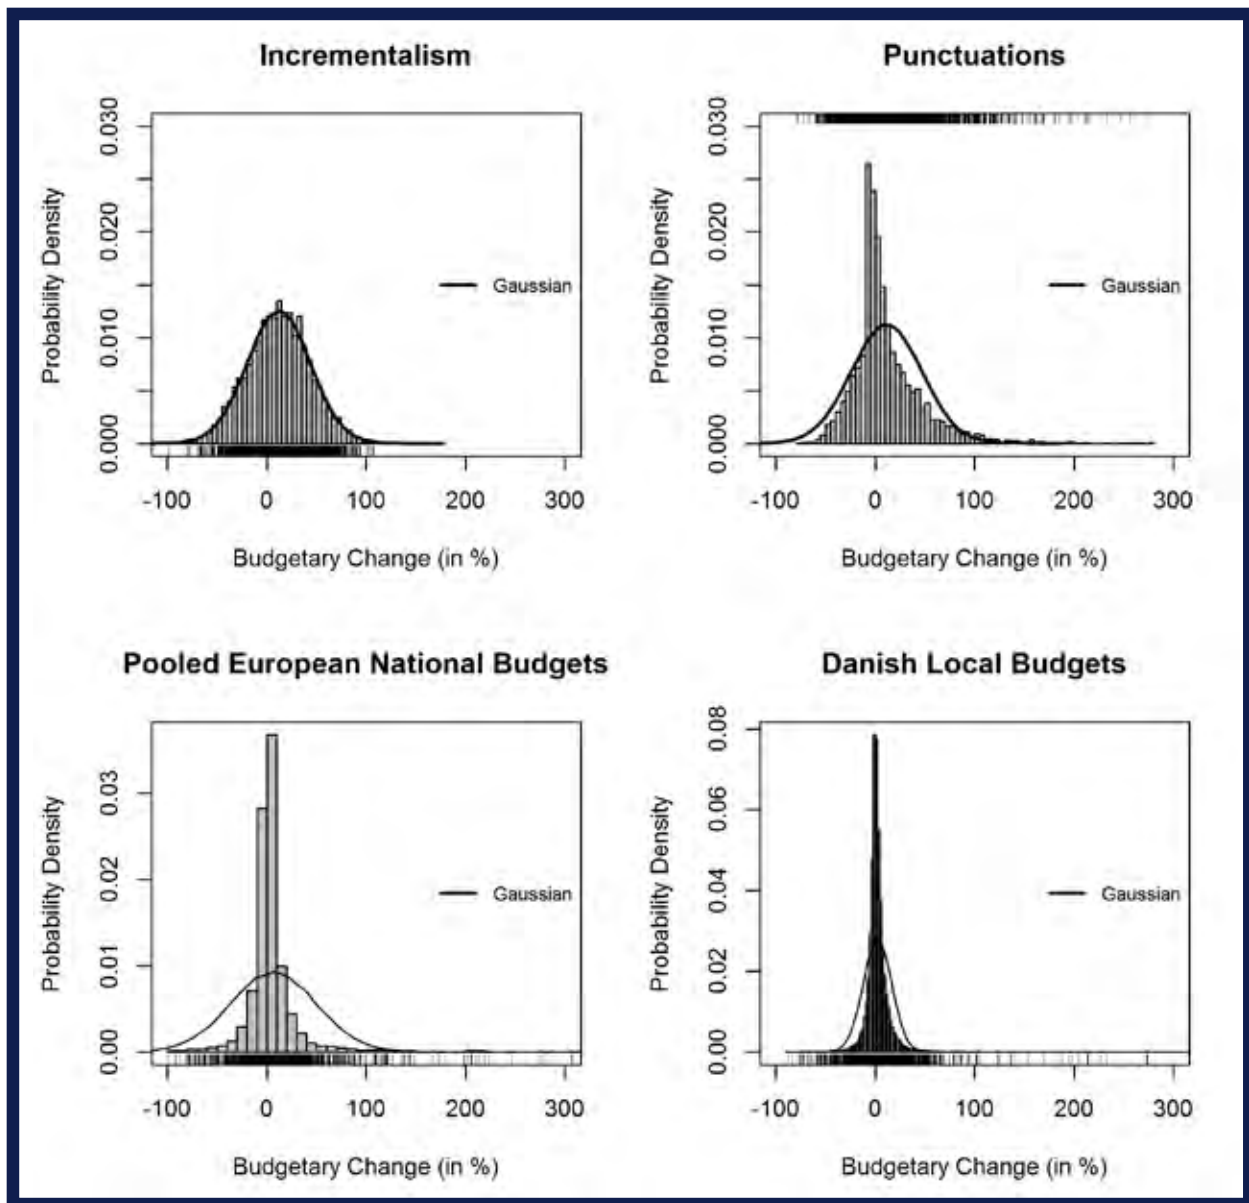 Incrementalism
Probability Density
0.000 0.010 0.020 0.030
Gaussian
-100 0 100 200 300
Budgetary Change (in %)
Punctuations
Probability Density
0.000 0.010 0.020 0.030
Gaussian
-100 0 100 200 300
Budgetary Change (in %)
Pooled European National Budgets
Probability Density
0.00 0.01 0.02 0.03
Gaussian
-100 0 100 200 300
Budgetary Change (in %)
Danish Local Budgets
Probability Density
0.00 0.02 0.04 0.06 0.08
Gaussian
-100 0 100 200 300
Budgetary Change (in %)